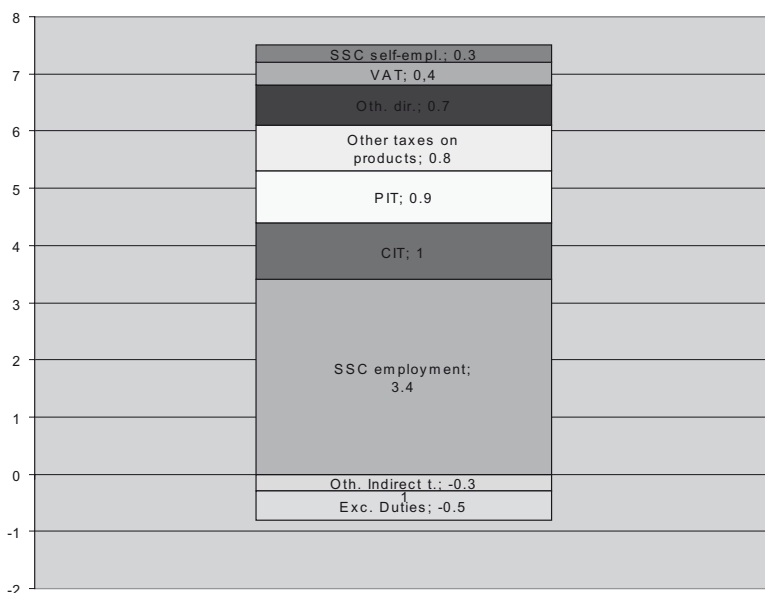 8
SSC self-empl.; 0.3
7
VAT; 0,4
Oth. dir.; 0.7
6
Other taxes on
products; 0.8
5
PIT; 0.9
4
CIT; 1
3
2
SSC employment;
3.4
1
0
Oth. Indirect t.; -0.3
1
Exc. Duties; -0.5
-1
-2